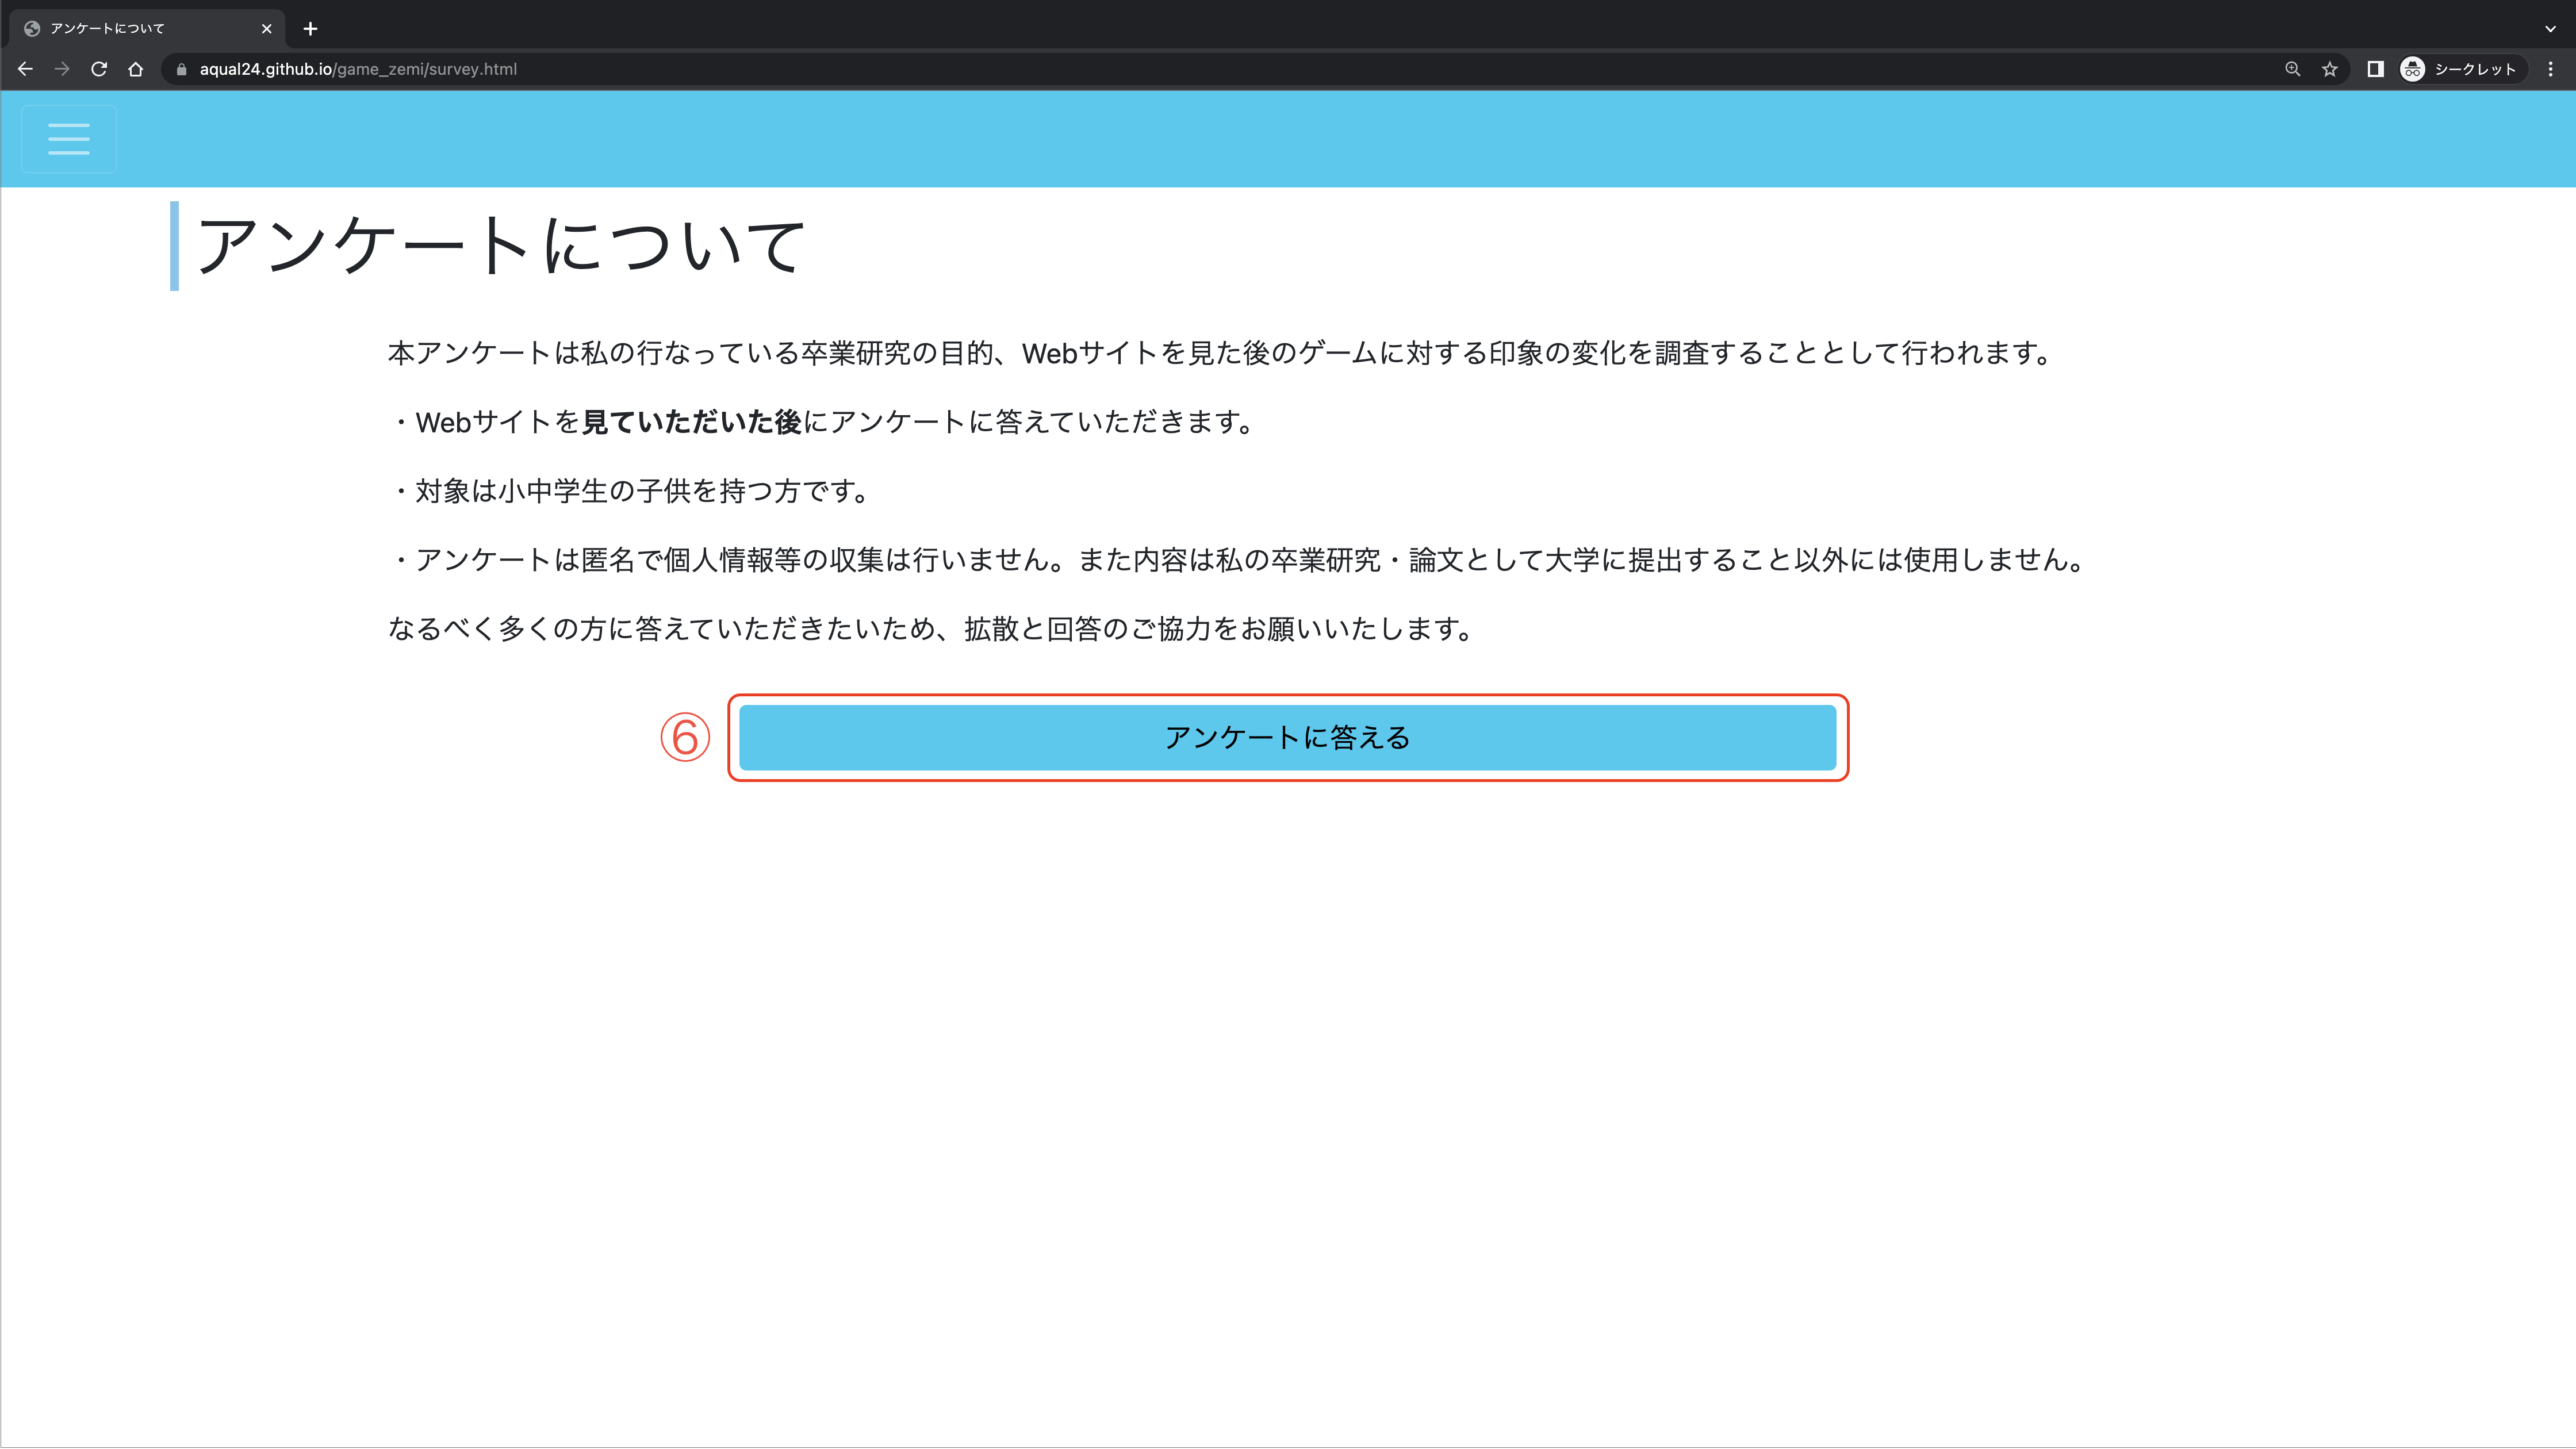 アンケートについて
aqual24.github.io/game_zemi/survey.html
シークレット
アンケートについて
本アンケートは私の行なっている卒業研究の目的、Webサイトを見た後のゲームに対する印象の変化を調査することとして行われます。
・Webサイトを見ていただいた後にアンケートに答えていただきます。
・対象は小中学生の子供を持つ方です。
・アンケートは匿名で個人情報等の収集は行いません。また内容は私の卒業研究・論文として大学に提出すること以外には使用しません。
なるべく多くの方に答えていただきたいため、拡散と回答のご協力をお願いいたします。
⑥ アンケートに答える